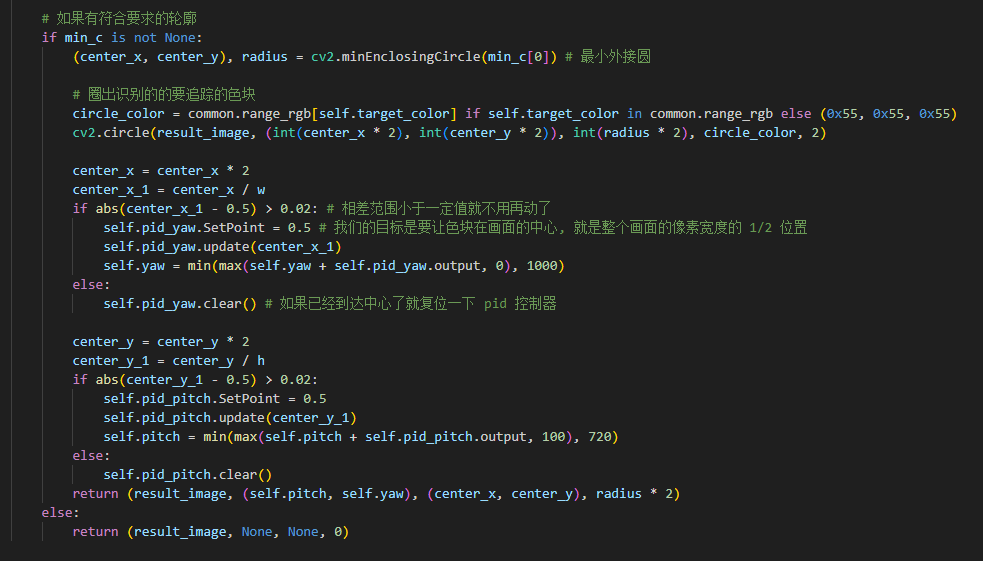 # 如果有符合要求的轮廓
if min_c is not None:
    (center_x, center_y), radius = cv2.minEnclosingCircle(min_c[0]) # 最小外接圆

    # 圈出识别的的要追踪的色块
    circle_color = common.range_rgb[self.target_color] if self.target_color in common.range_rgb else (0x55, 0x55, 0x55)
    cv2.circle(result_image, (int(center_x * 2), int(center_y * 2)), int(radius * 2), circle_color, 2)

    center_x = center_x * 2
    center_x_1 = center_x / w
    if abs(center_x_1 - 0.5) > 0.02: # 相差范围小于一定值就不用再动了
        self.pid_yaw.SetPoint = 0.5 # 我们的目标是要让色块在画面的中心, 就是整个画面的像素宽度的 1/2 位置
        self.pid_yaw.update(center_x_1)
        self.yaw = min(max(self.yaw + self.pid_yaw.output, 0), 1000)
    else:
        self.pid_yaw.clear() # 如果已经到达中心了就复位一下 pid 控制器

    center_y = center_y * 2
    center_y_1 = center_y / h
    if abs(center_y_1 - 0.5) > 0.02:
        self.pid_pitch.SetPoint = 0.5
        self.pid_pitch.update(center_y_1)
        self.pitch = min(max(self.pitch + self.pid_pitch.output, 100), 720)
    else:
        self.pid_pitch.clear()
    return (result_image, (self.pitch, self.yaw), (center_x, center_y), radius * 2)
else:
    return (result_image, None, None, 0)